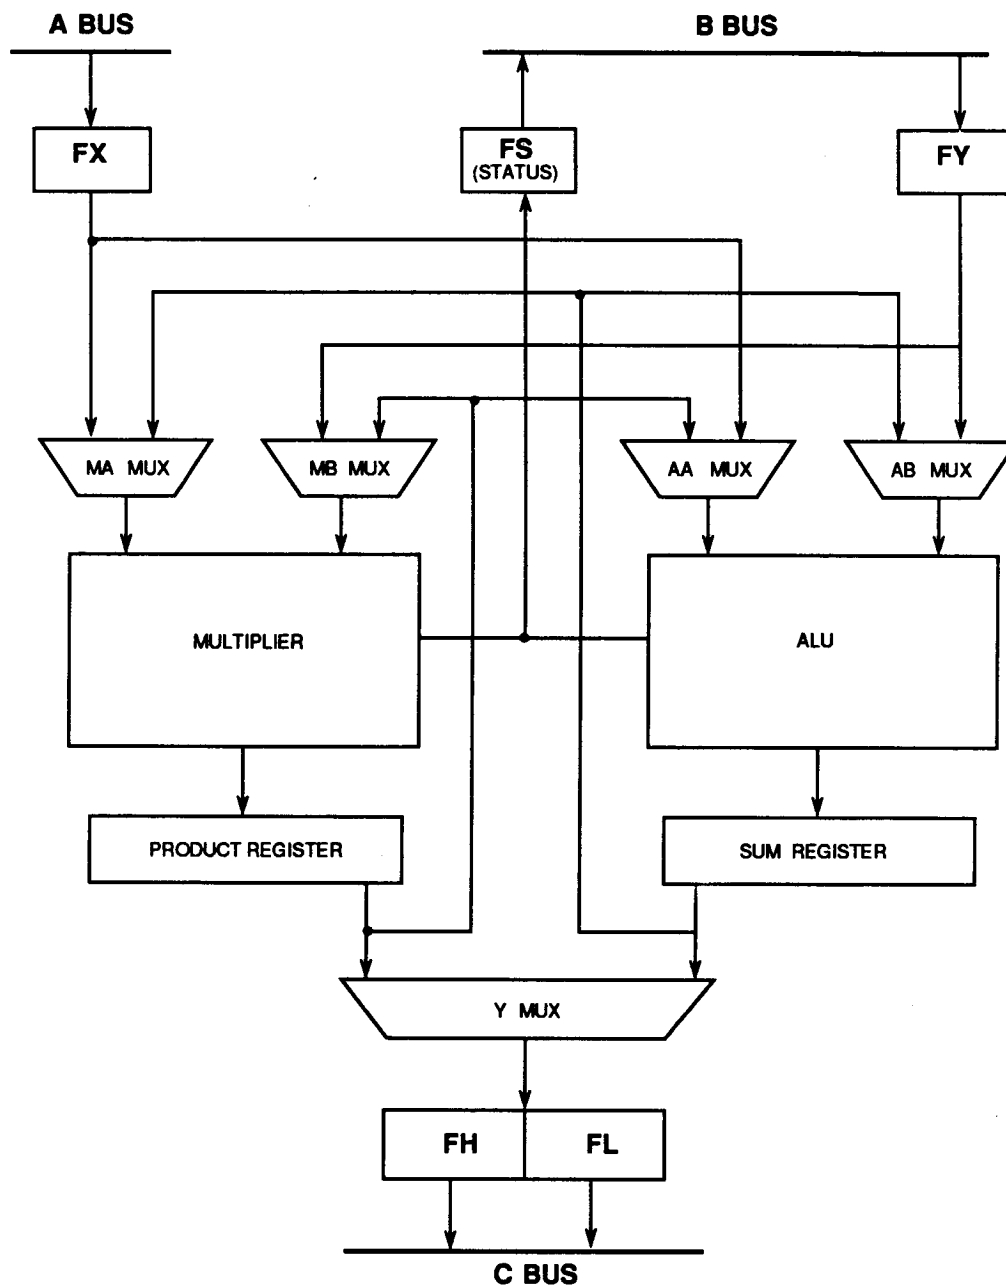 A BUS
B BUS
FX
FS
(STATUS)
FY
MA MUX
MB MUX
AA MUX
AB MUX
MULTIPLIER
ALU
PRODUCT REGISTER
SUM REGISTER
Y MUX
FH
FL
C BUS